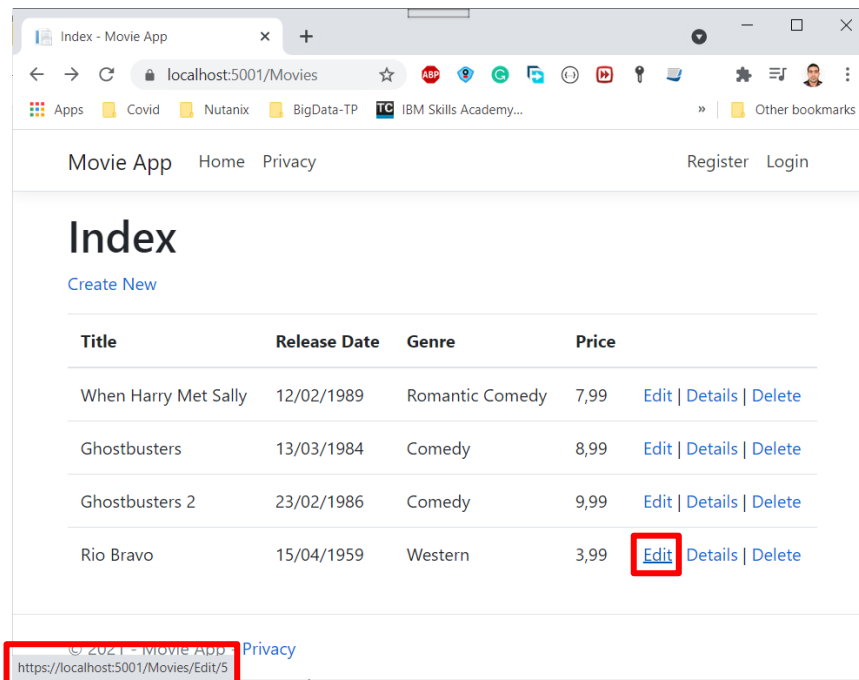 Index - Movie App
localhost:5001/Movies
ABP
Apps Covid Nutanix BigData-TP TC IBM Skills Academy... » Other bookmarks
Movie App Home Privacy Register Login
Index
Create New
Title Release Date Genre Price
When Harry Met Sally 12/02/1989 Romantic Comedy 7,99 Edit | Details | Delete
Ghostbusters 13/03/1984 Comedy 8,99 Edit | Details | Delete
Ghostbusters 2 23/02/1986 Comedy 9,99 Edit | Details | Delete
Rio Bravo 15/04/1959 Western 3,99 Edit Details | Delete
© 2021 - Movie App - Privacy
https://localhost:5001/Movies/Edit/5